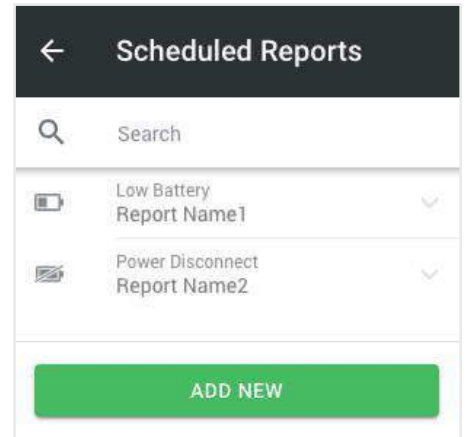 Scheduled Reports
Search
Low Battery
Report Name1
Power Disconnect
Report Name2
ADD NEW